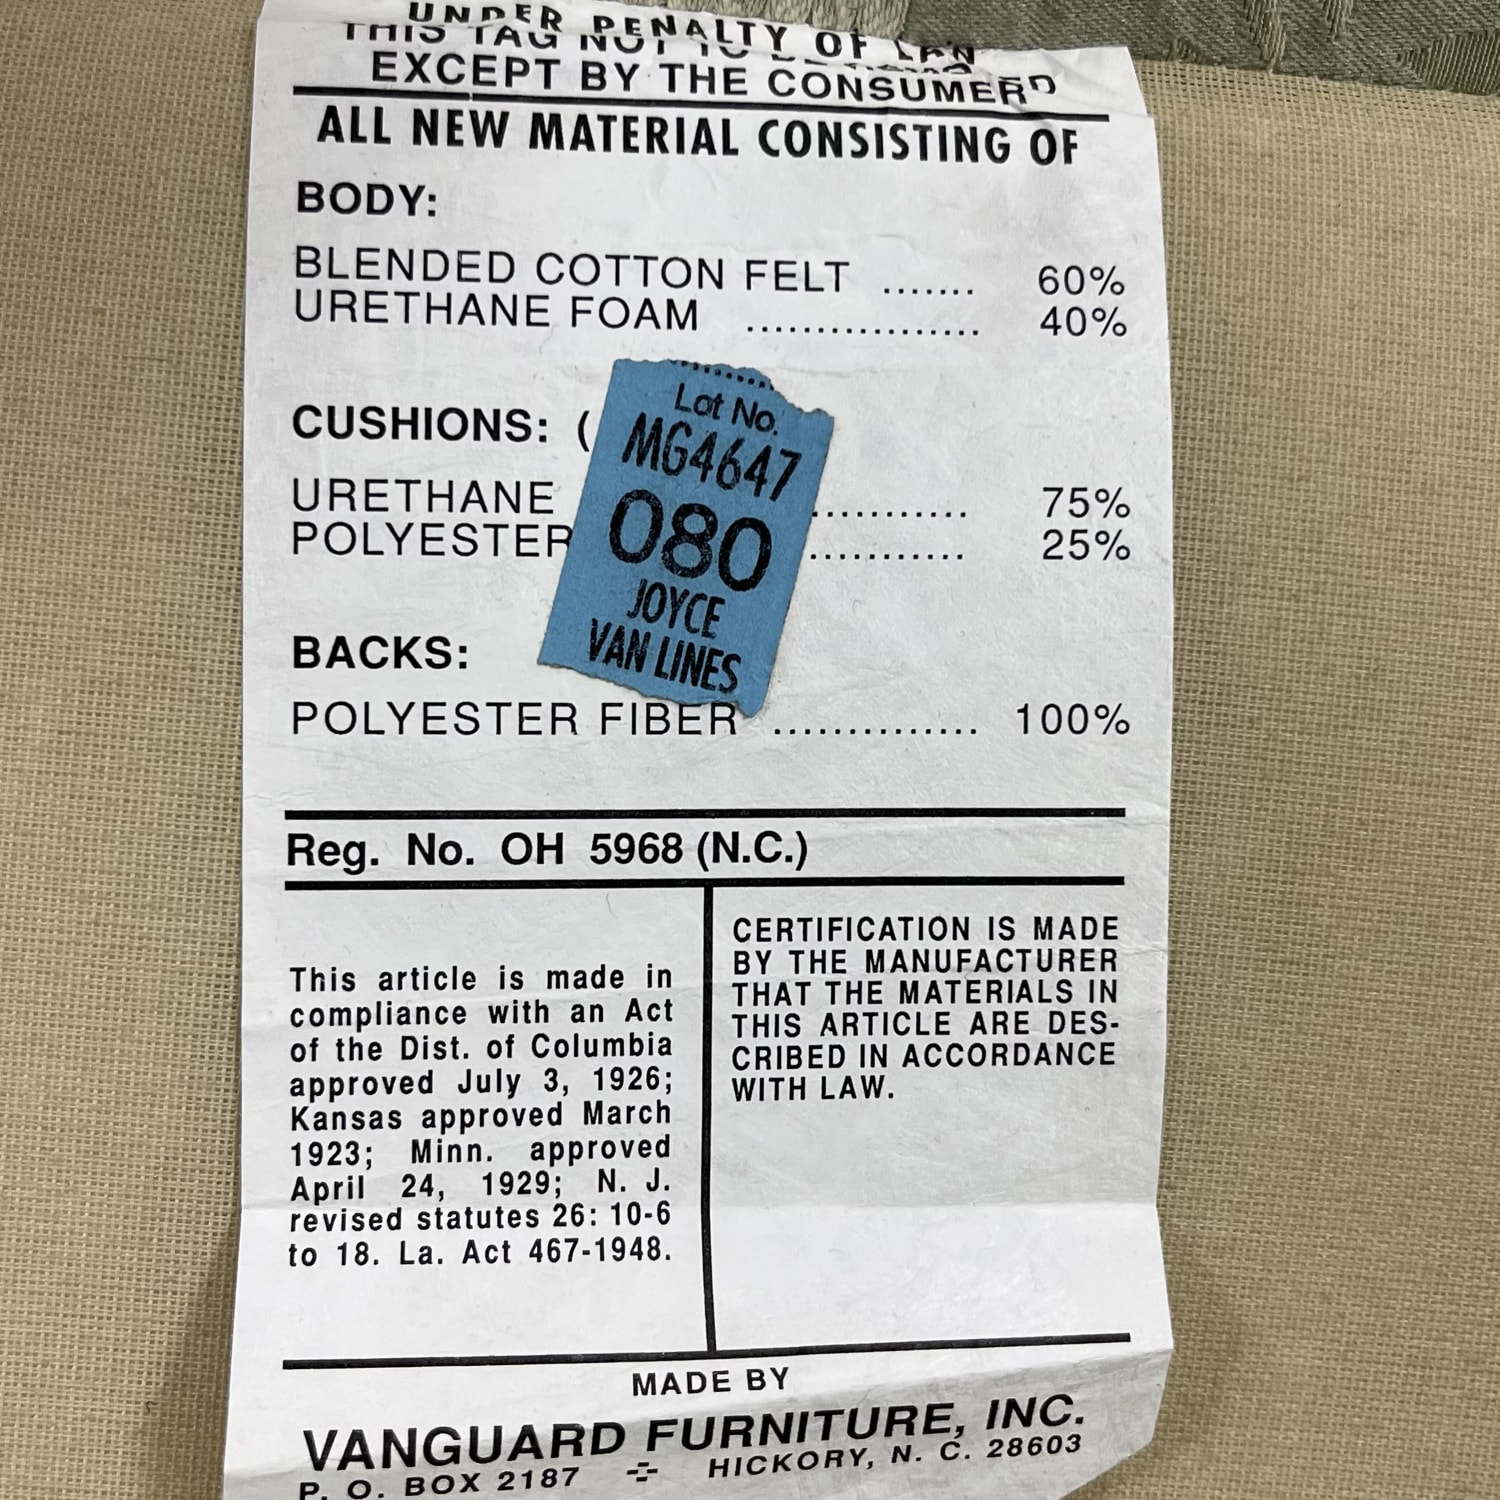 UNDER PENALTY OF LAW
THIS TAG NOT TO BE REMOVED
EXCEPT BY THE CONSUMER
ALL NEW MATERIAL CONSISTING OF
BODY:
BLENDED COTTON FELT ....... 60%
URETHANE FOAM ................. 40%
CUSHIONS: (
URETHANE ........... 75%
POLYESTER ........... 25%
Lot No.
MG4647
080
JOYCE
VAN LINES
BACKS:
POLYESTER FIBER .............. 100%
Reg. No. OH 5968 (N.C.)
This article is made in
compliance with an Act
of the Dist. of Columbia
approved July 3, 1926;
Kansas approved March
1923; Minn. approved
April 24, 1929; N. J.
revised statutes 26: 10-6
to 18. La. Act 467-1948.
CERTIFICATION IS MADE
BY THE MANUFACTURER
THAT THE MATERIALS IN
THIS ARTICLE ARE DES-
CRIBED IN ACCORDANCE
WITH LAW.
MADE BY
VANGUARD FURNITURE, INC.
P. O. BOX 2187 ÷ HICKORY, N. C. 28603